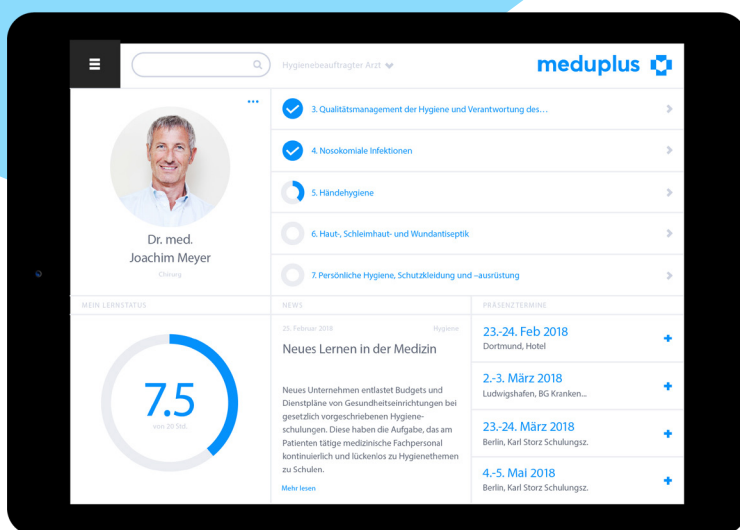 Hygienebeauftragter Arzt
meduplus
3. Qualitätsmanagement der Hygiene und Verantwortung des…
4. Nosokomiale Infektionen
5. Händehygiene
6. Haut-, Schleimhaut- und Wundantiseptik
7. Persönliche Hygiene, Schutzkleidung und –ausrüstung
Dr. med.
Joachim Meyer
Chirurg
MEIN LERNSTATUS
7.5
von 20 Std.
NEWS
25. Februar 2018 Hygiene
Neues Lernen in der Medizin
Neues Unternehmen entlastet Budgets und
Dienstpläne von Gesundheitseinrichtungen bei
gesetzlich vorgeschriebenen Hygiene-
schulungen. Diese haben die Aufgabe, das am
Patienten tätige medizinische Fachpersonal
kontinuierlich und lückenlos zu Hygienethemen
zu Schulen.
Mehr lesen
PRÄSENZTERMINE
23.-24. Feb 2018
Dortmund, Hotel
2.-3. März 2018
Ludwigshafen, BG Kranken...
23.-24. März 2018
Berlin, Karl Storz Schulungsz.
4.-5. Mai 2018
Berlin, Karl Storz Schulungsz.